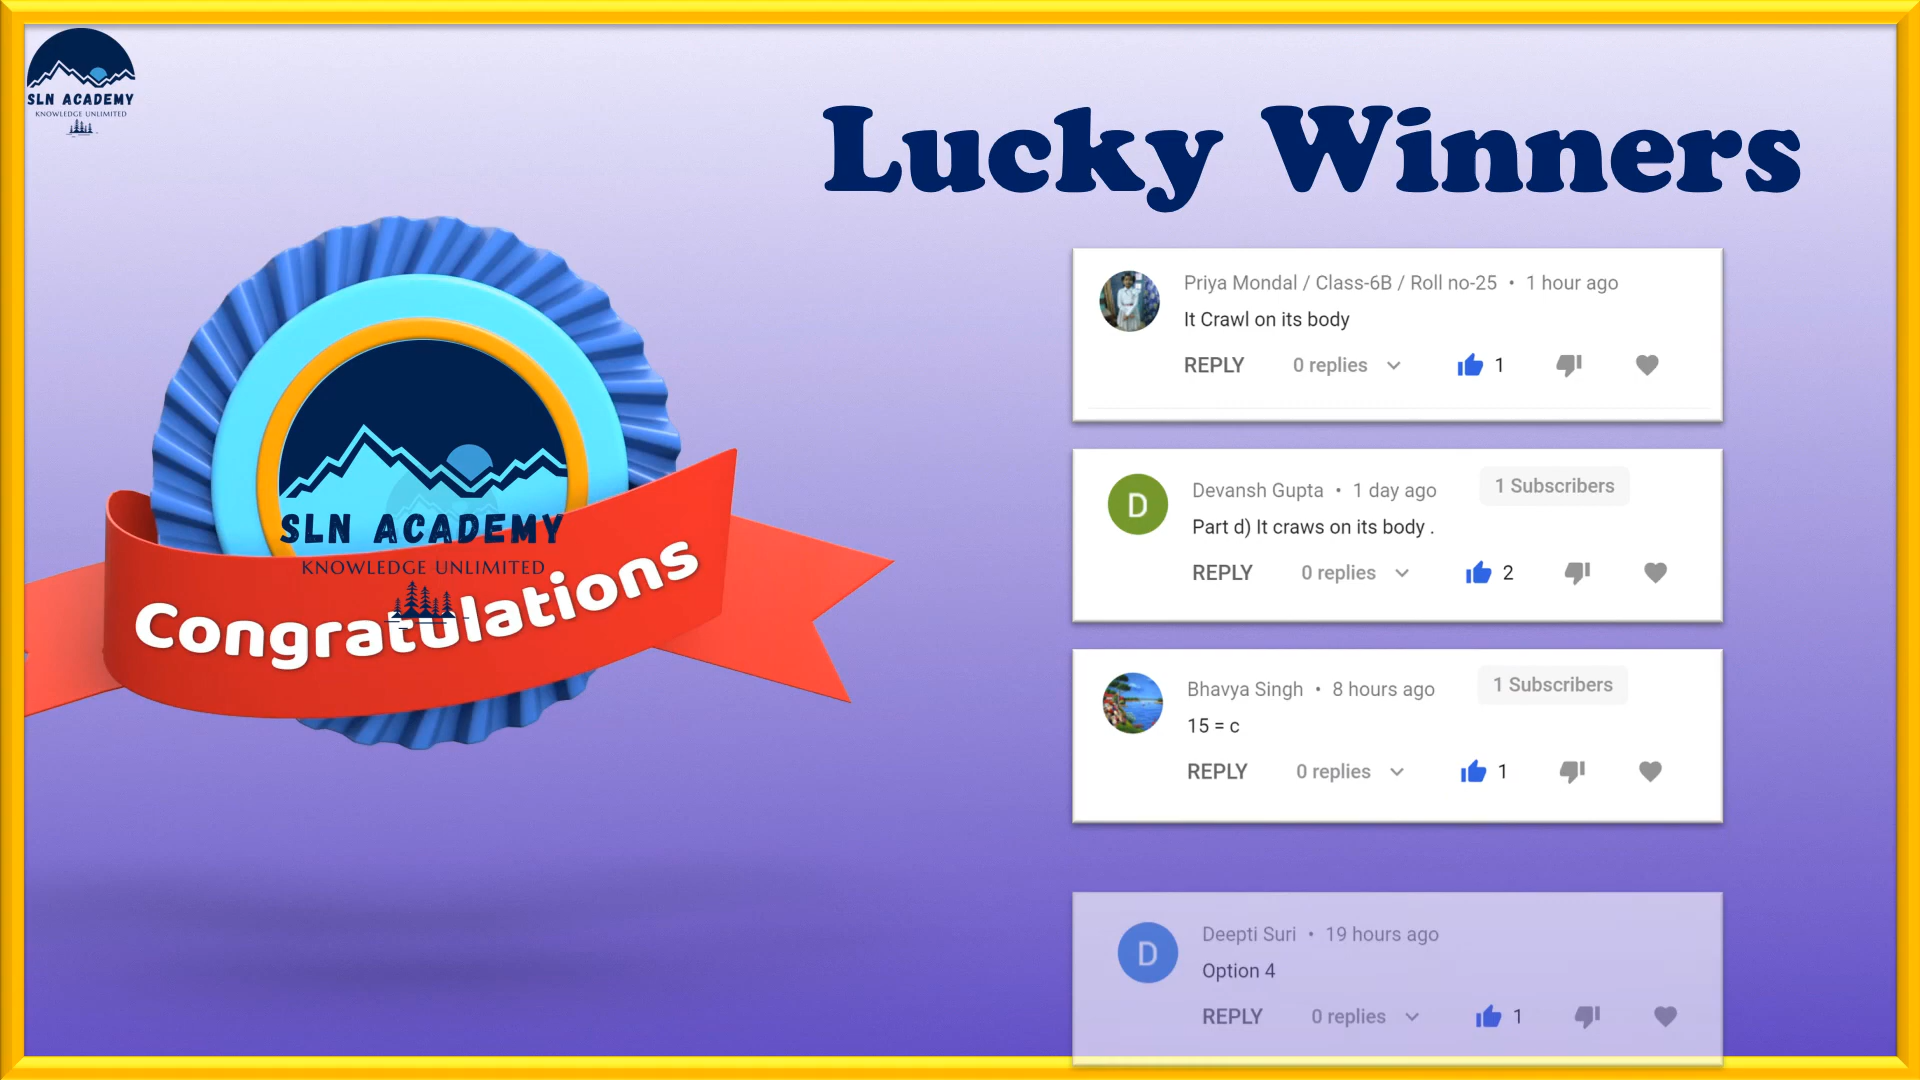 SLN ACADEMY
KNOWLEDGE UNLIMITED
Lucky Winners
SLN ACADEMY
KNOWLEDGE UNLIMITED
Congratulations
Priya Mondal / Class-6B / Roll no-25 • 1 hour ago
It Crawl on its body
REPLY 0 replies 1
Devansh Gupta • 1 day ago 1 Subscribers
Part d) It craws on its body .
REPLY 0 replies 2
Bhavya Singh • 8 hours ago 1 Subscribers
15 = c
REPLY 0 replies 1
D
D
Deepti Suri • 19 hours ago
Option 4
REPLY 0 replies 1